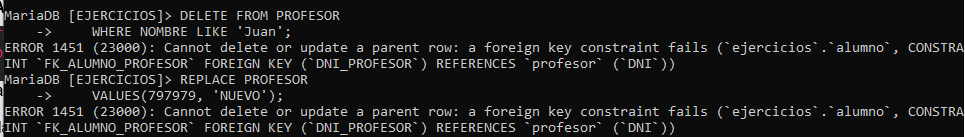 MariaDB [EJERCICIOS]> DELETE FROM PROFESOR
    -> WHERE NOMBRE LIKE 'Juan';
ERROR 1451 (23000): Cannot delete or update a parent row: a foreign key constraint fails (`ejercicios`.`alumno`, CONSTRA
INT `FK_ALUMNO_PROFESOR` FOREIGN KEY (`DNI_PROFESOR`) REFERENCES `profesor` (`DNI`))
MariaDB [EJERCICIOS]> REPLACE PROFESOR
    -> VALUES(797979, 'NUEVO');
ERROR 1451 (23000): Cannot delete or update a parent row: a foreign key constraint fails (`ejercicios`.`alumno`, CONSTRA
INT `FK_ALUMNO_PROFESOR` FOREIGN KEY (`DNI_PROFESOR`) REFERENCES `profesor` (`DNI`))